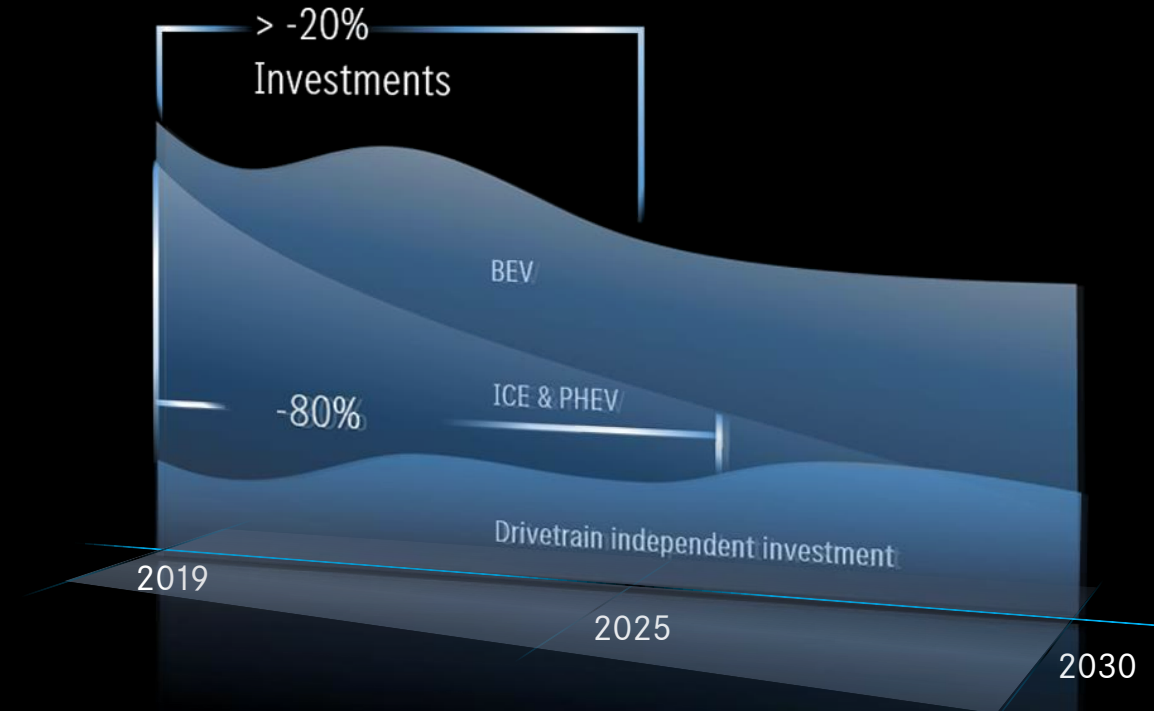 > -20%
Investments
BEV
ICE & PHEV
-80%
Drivetrain independent investment
2019
2025
2030